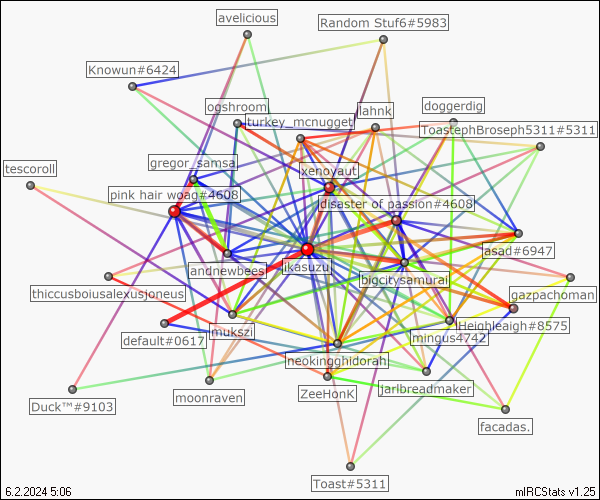 avelicious
Random Stuf6#5983
Knowun#6424
ogshroom
lahnk
doggerdig
turkey_mcnugget
ToastephBroseph5311#5311
gregor_samsa
xenoyaut
tescoroll
pink hair woag#4608
disaster of passion#4608
asad#6947
andnewbees
ikasuzu
bigcitysamurai
gazpachoman
thiccusboiusalexusjoneus
mukszi
Heighleaigh#8575
default#0617
mingus4742
neokingghidorah
ZeeHonk
Jarlbreadmaker
moonraven
Duck™#9103
facadas.
Toast#5311
6.2.2024 5:06
mIRCStats v1.25